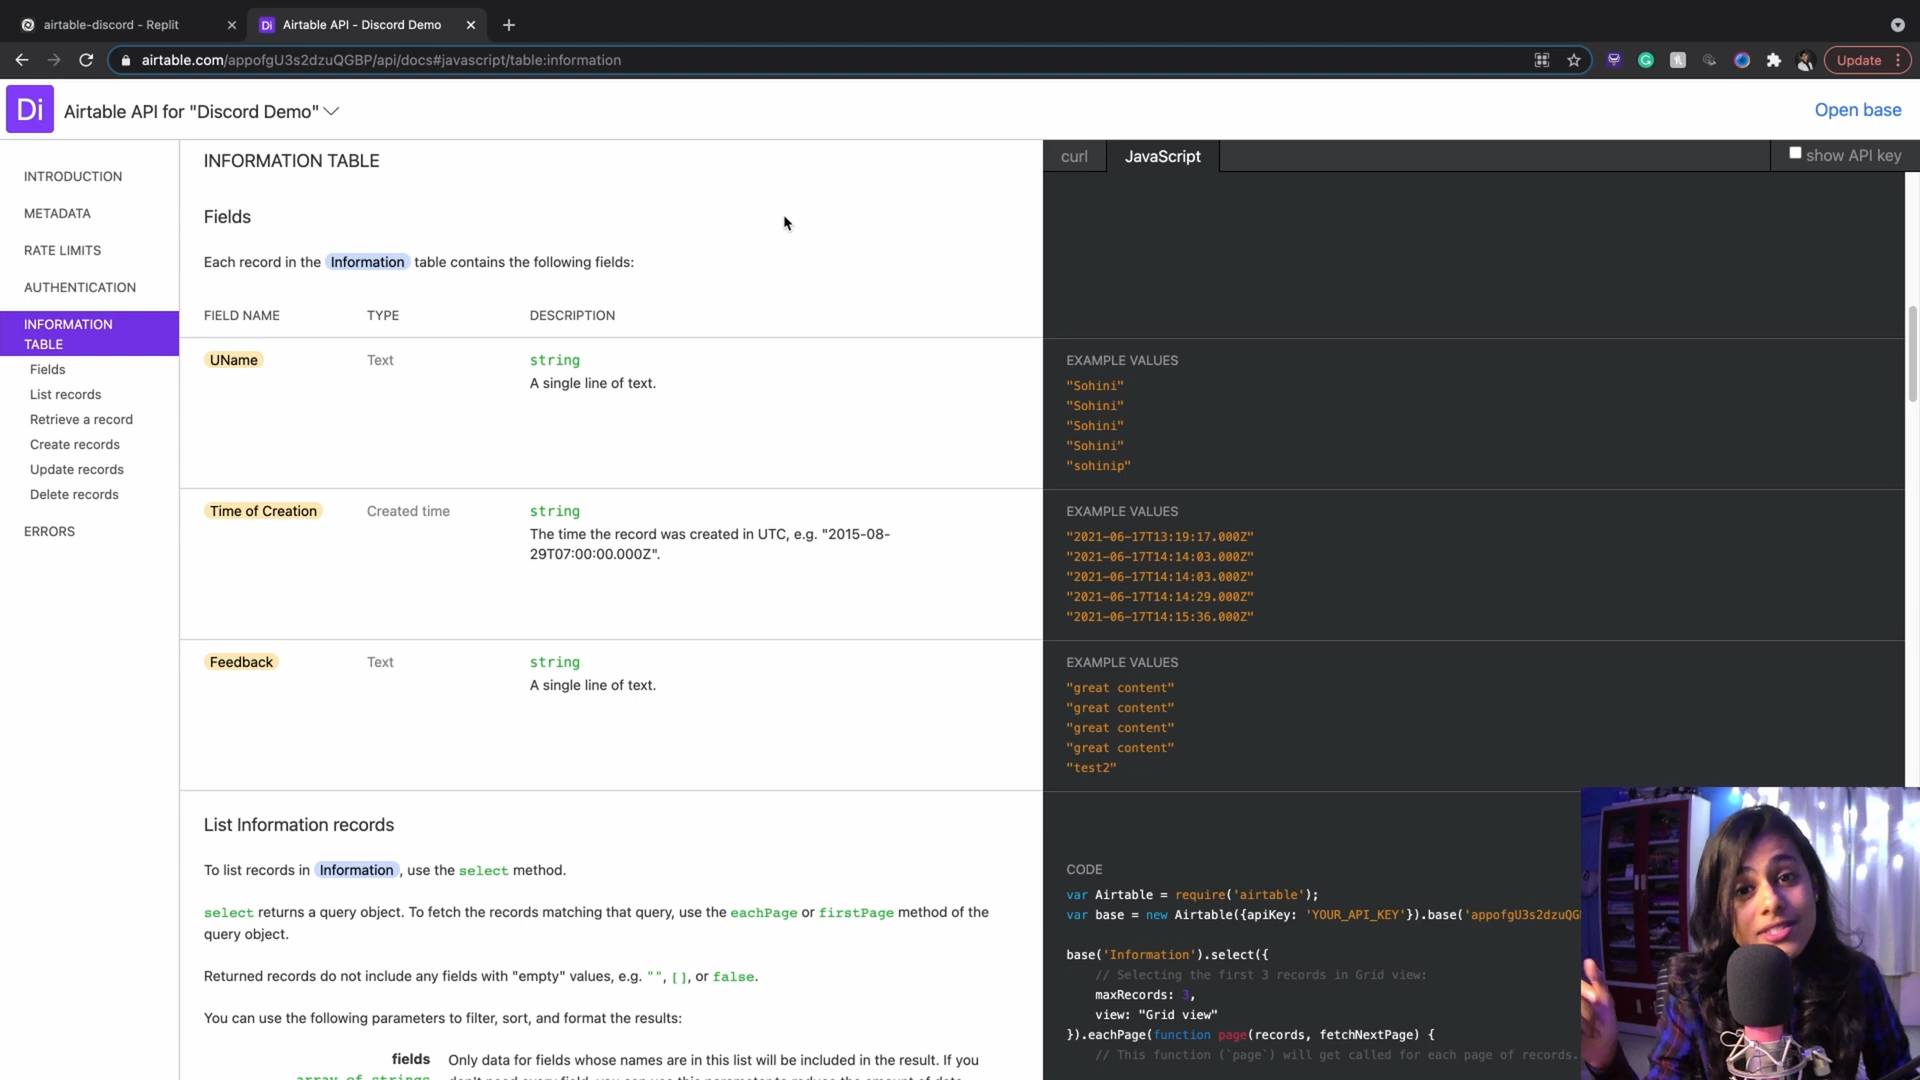 airtable-discord - Replit
Di Airtable API - Discord Demo
airtable.com/appofgU3s2dzuQGBP/api/docs#javascript/table:information
Update
Di Airtable API for "Discord Demo"
Open base
INTRODUCTION
METADATA
RATE LIMITS
AUTHENTICATION
INFORMATION
TABLE
Fields
List records
Retrieve a record
Create records
Update records
Delete records
ERRORS
INFORMATION TABLE
Fields
Each record in the Information table contains the following fields:
FIELD NAME TYPE DESCRIPTION
UName Text string
A single line of text.
Time of Creation Created time string
The time the record was created in UTC, e.g. "2015-08-
29T07:00:00.000Z".
Feedback Text string
A single line of text.
List Information records
To list records in Information, use the select method.
select returns a query object. To fetch the records matching that query, use the eachPage or firstPage method of the
query object.
Returned records do not include any fields with "empty" values, e.g. "", [], or false.
You can use the following parameters to filter, sort, and format the results:
fields Only data for fields whose names are in this list will be included in the result. If you
array of strings
curl JavaScript show API key
EXAMPLE VALUES
"Sohini"
"Sohini"
"Sohini"
"Sohini"
"sohinip"
EXAMPLE VALUES
"2021-06-17T13:19:17.000Z"
"2021-06-17T14:14:03.000Z"
"2021-06-17T14:14:03.000Z"
"2021-06-17T14:14:29.000Z"
"2021-06-17T14:15:36.000Z"
EXAMPLE VALUES
"great content"
"great content"
"great content"
"great content"
"test2"
CODE
var Airtable = require('airtable');
var base = new Airtable({apiKey: 'YOUR_API_KEY'}).base('appofgU3s2dzuQG
base('Information').select({
// Selecting the first 3 records in Grid view:
maxRecords: 3,
view: "Grid view"
}).eachPage(function page(records, fetchNextPage) {
// This function (`page`) will get called for each page of records.